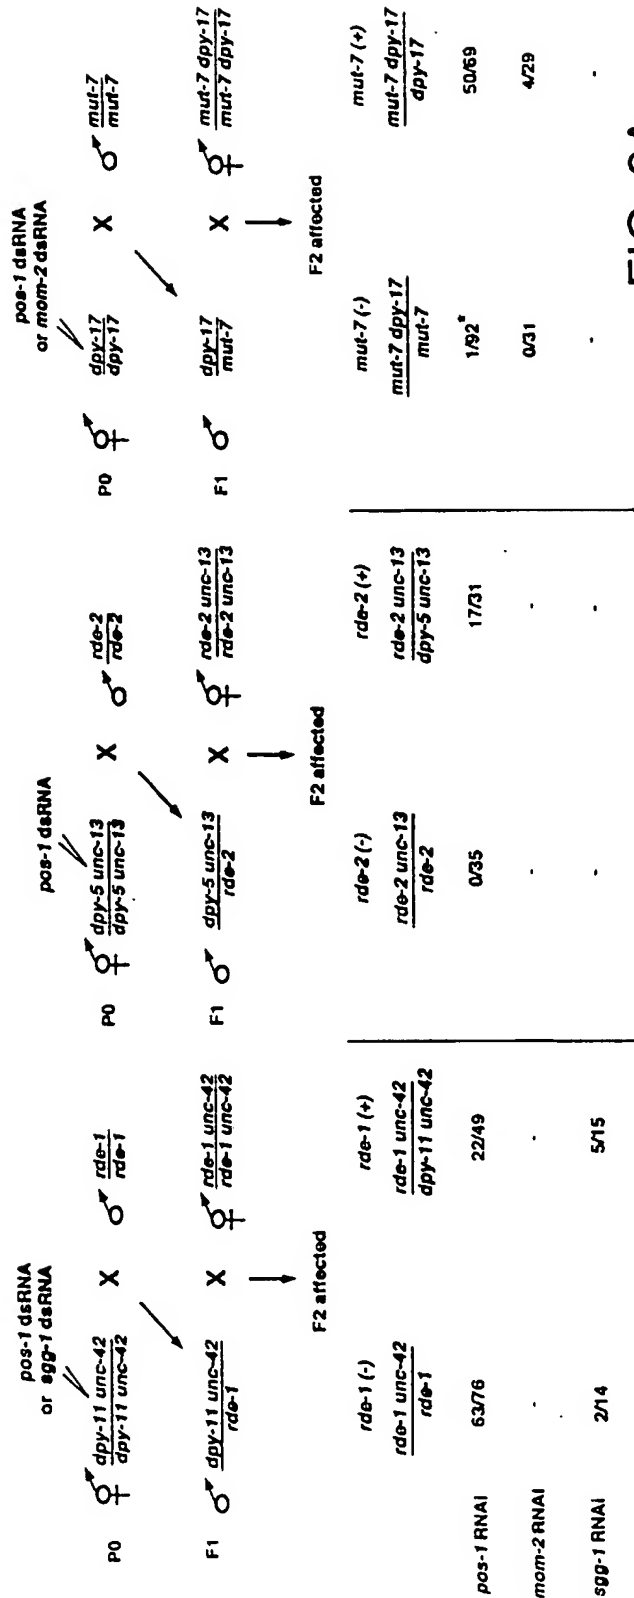 pos-1 dsRNA
or sgg-1 dsRNA
P0 dpy-11 unc-42 X rde-1
dpy-11 unc-42 rde-1
F1 dpy-11 unc-42 X rde-1 unc-42
rde-1 rde-1 unc-42
F2 affected
rde-1 (-) rde-1 (+)
rde-1 unc-42 rde-1 unc-42
rde-1 dpy-11 unc-42
pos-1 RNAi 63/76 22/49
mom-2 RNAi - -
sgg-1 RNAi 2/14 5/15
pos-1 dsRNA
P0 dpy-5 unc-13 X rde-2
dpy-5 unc-13 rde-2
F1 dpy-5 unc-13 X rde-2 unc-13
rde-2 rde-2 unc-13
F2 affected
rde-2 (-) rde-2 (+)
rde-2 unc-13 rde-2 unc-13
rde-2 dpy-5 unc-13
0/35 17/31
- -
- -
pos-1 dsRNA
or mom-2 dsRNA
P0 dpy-17 X mut-7
dpy-17 mut-7
F1 dpy-17 X mut-7 dpy-17
mut-7 mut-7 dpy-17
F2 affected
mut-7 (-) mut-7 (+)
mut-7 dpy-17 mut-7 dpy-17
mut-7 dpy-17
1/92* 50/69
0/31 4/29
- -